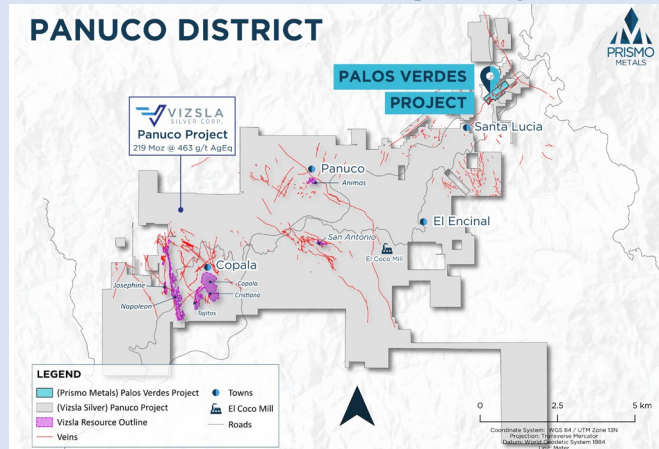 PANUCO DISTRICT
PRISMO
METALS
PALOS VERDES
PROJECT
VIZSLA
SILVER CORP.
Panuco Project
219 Moz @ 463 g/t AgEq
Santa Lucia
Panuco
Animas
El Encinal
San Antonio
El Coco Mill
Copala
Josephine
Copala
Cristiana
Napoleon
Tajitos
LEGEND
(Prismo Metals) Palos Verdes Project
Towns
(Vizsla Silver) Panuco Project
El Coco Mill
Vizsla Resource Outline
Roads
Veins
0 2.5 5 km
Coordinate System: WGS 84 / UTM Zone 13N
Projection: Transverse Mercator
Datum: World Geodetic System 1984
Unit: Meter